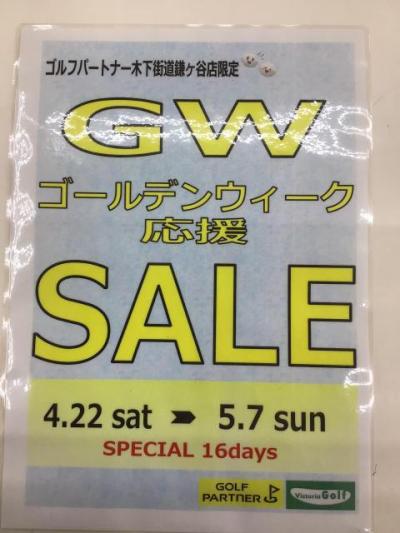 ゴルフパートナー木下街道鎌ヶ谷店限定
GW
ゴールデンウィーク
応援
SALE
4.22 sat ➨ 5.7 sun
SPECIAL 16days
GOLF
PARTNER
Victoria Golf